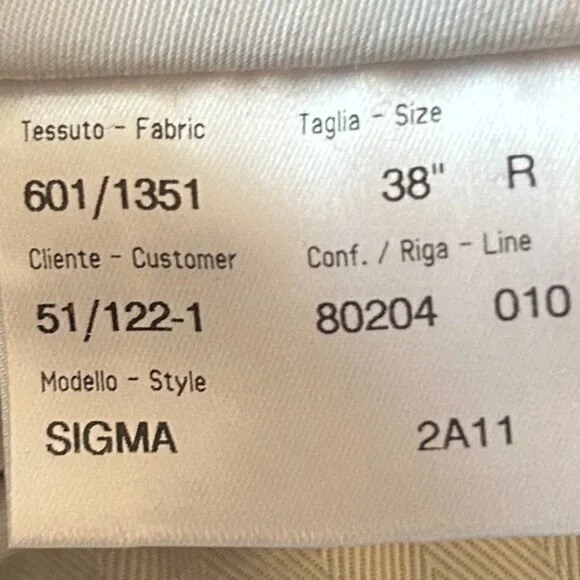 Tessuto - Fabric Taglia - Size
601/1351 38" R
Cliente - Customer Conf. / Riga - Line
51/122-1 80204 010
Modello - Style
SIGMA 2A11